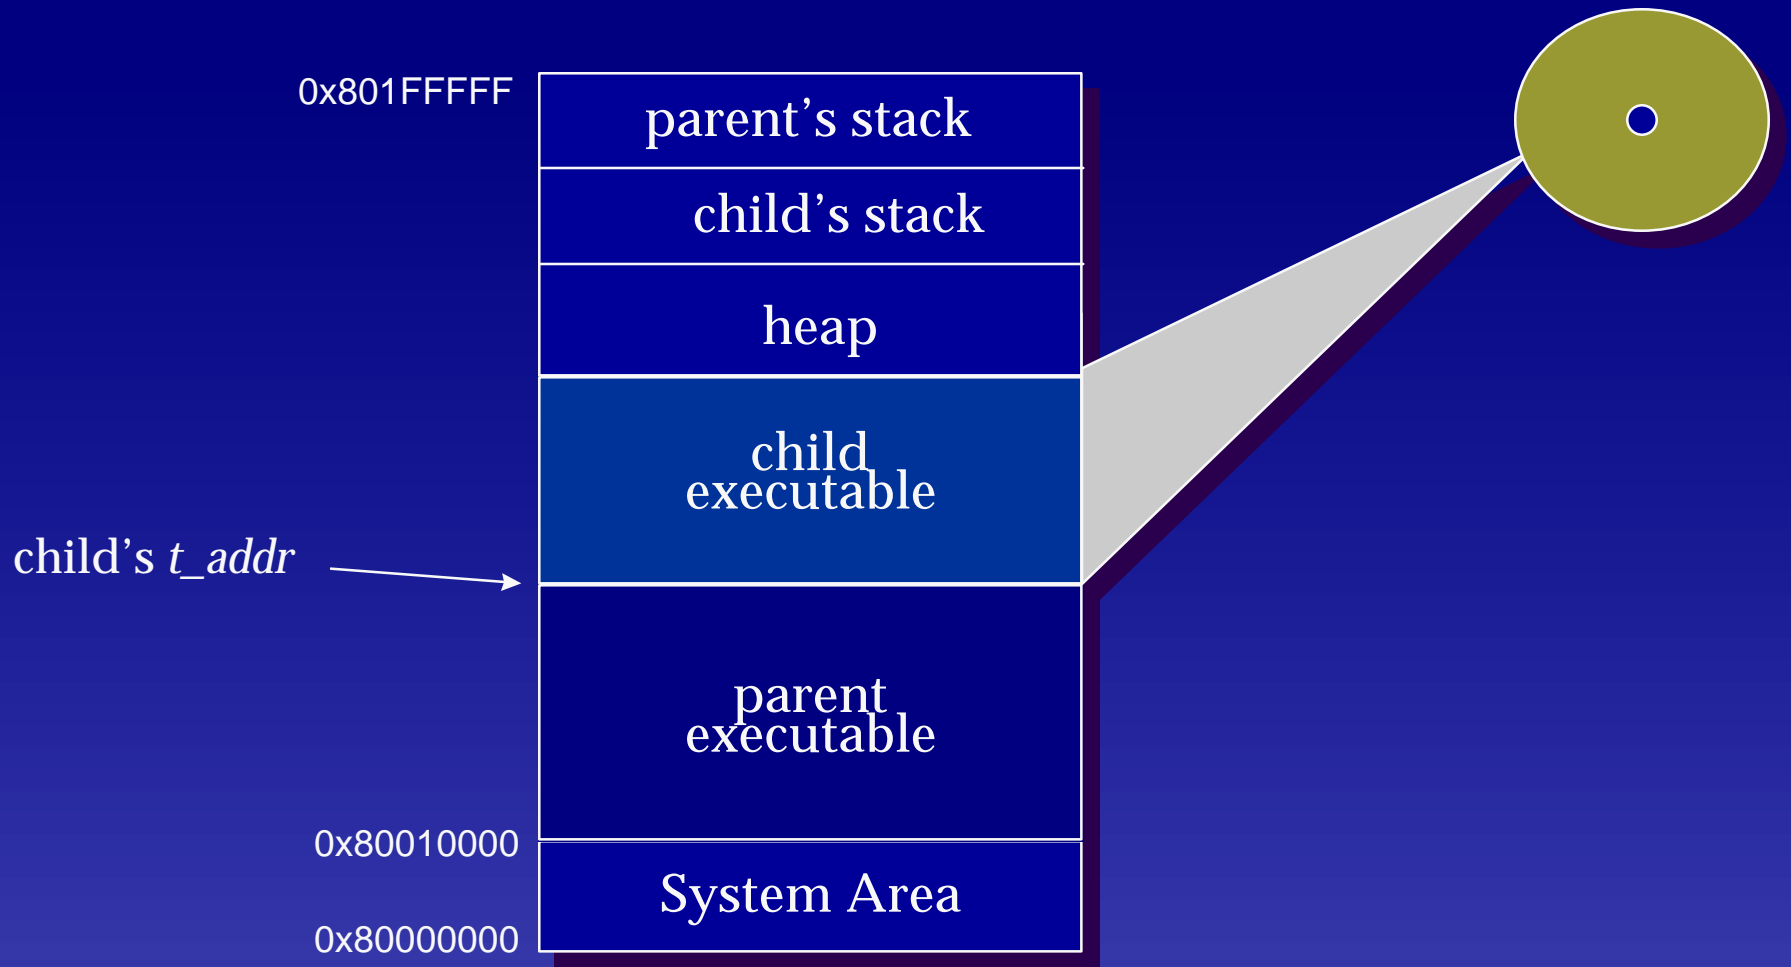 0x801FFFFF
parent’s stack
child’s stack
heap
child
executable
child’s t_addr
parent
executable
0x80010000
System Area
0x80000000